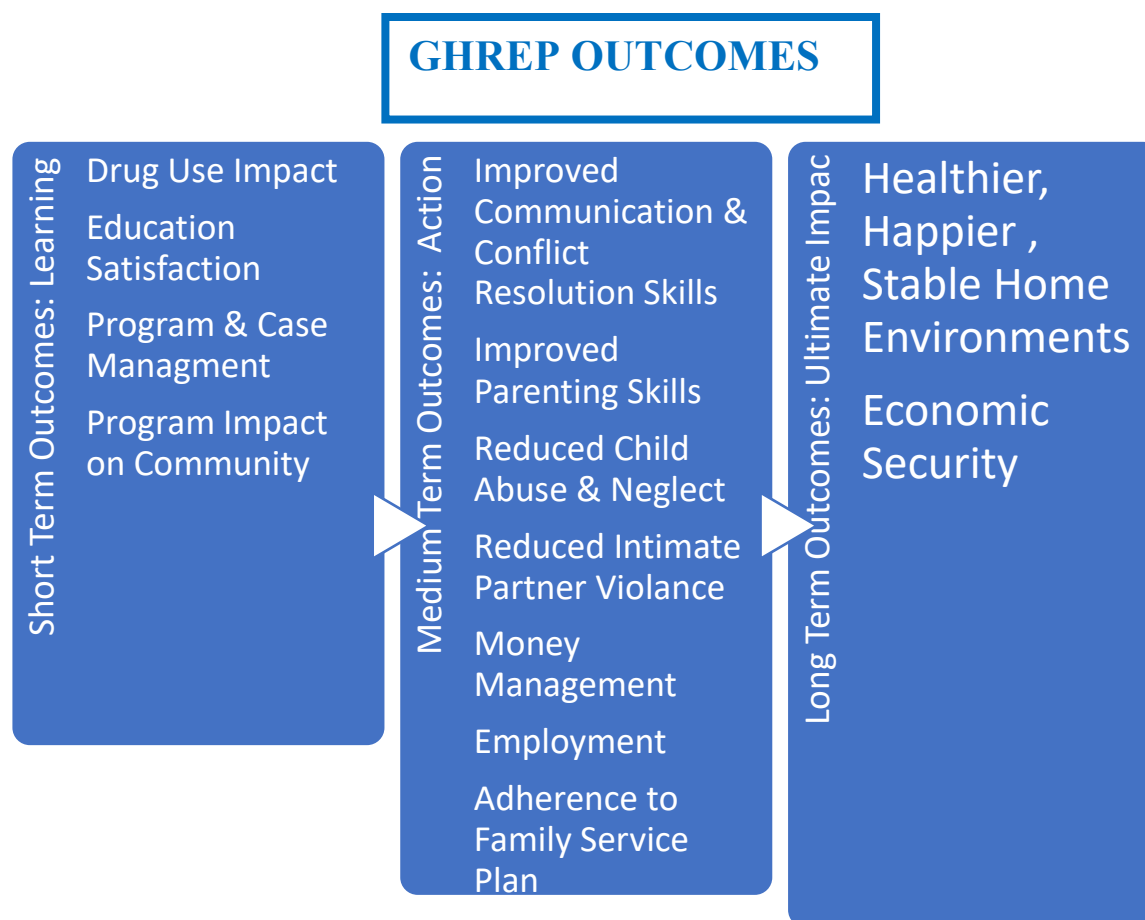 GHREP OUTCOMES
Short Term Outcomes: Learning
Drug Use Impact
Education
Satisfaction
Program & Case
Managment
Program Impact
on Community
Medium Term Outcomes: Action
Improved
Communication &
Conflict
Resolution Skills
Improved
Parenting Skills
Reduced Child
Abuse & Neglect
Reduced Intimate
Partner Violance
Money
Management
Employment
Adherence to
Family Service
Plan
Long Term Outcomes: Ultimate Impac
Healthier,
Happier ,
Stable Home
Environments
Economic
Security